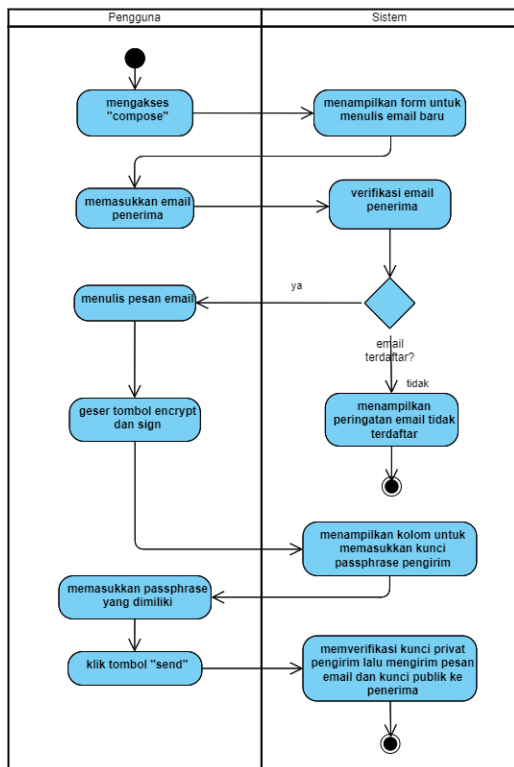 Pengguna
Sistem
mengakses
"compose"
menampilkan form untuk
menulis email baru
memasukkan email
penerima
verifikasi email
penerima
ya
menulis pesan email
email
terdaftar?
tidak
geser tombol encrypt
dan sign
menampilkan
peringatan email tidak
terdaftar
menampilkan kolom untuk
memasukkan kunci
passphrase pengirim
memasukkan passphrase
yang dimiliki
klik tombol "send"
memverifikasi kunci privat
pengirim lalu mengirim pesan
email dan kunci publik ke
penerima